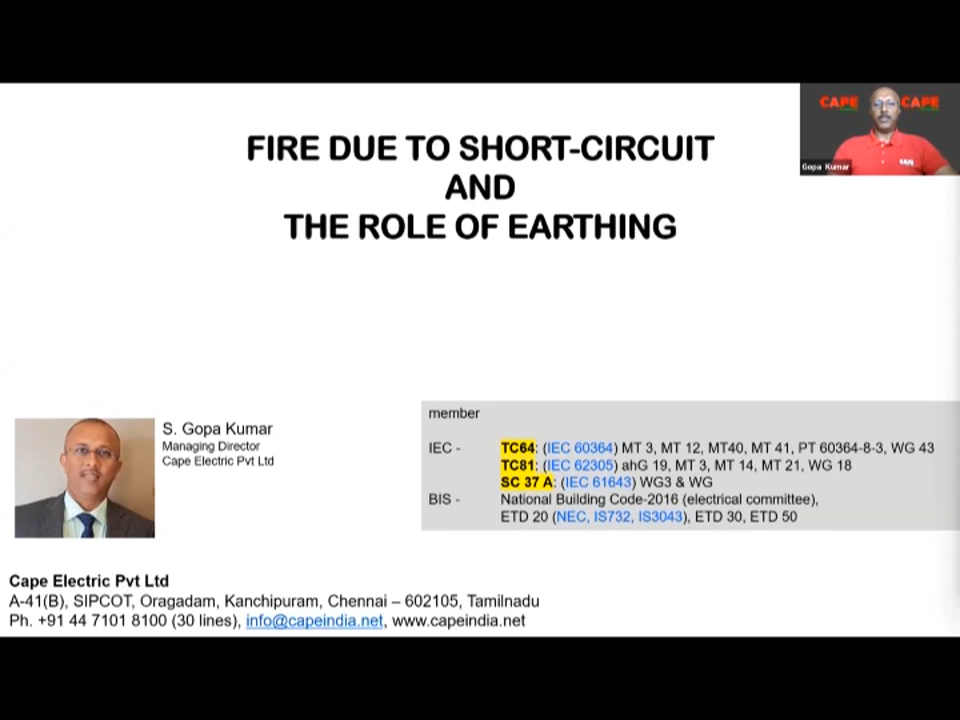 FIRE DUE TO SHORT-CIRCUIT
AND
THE ROLE OF EARTHING
CAPE CAPE
CAPE
Gopa Kumar
S. Gopa Kumar
Managing Director
Cape Electric Pvt Ltd
member
IEC - TC64: (IEC 60364) MT 3, MT 12, MT40, MT 41, PT 60364-8-3, WG 43
TC81: (IEC 62305) ahG 19, MT 3, MT 14, MT 21, WG 18
SC 37 A: (IEC 61643) WG3 & WG
BIS - National Building Code-2016 (electrical committee),
ETD 20 (NEC, IS732, IS3043), ETD 30, ETD 50
Cape Electric Pvt Ltd
A-41(B), SIPCOT, Oragadam, Kanchipuram, Chennai – 602105, Tamilnadu
Ph. +91 44 7101 8100 (30 lines), info@capeindia.net, www.capeindia.net